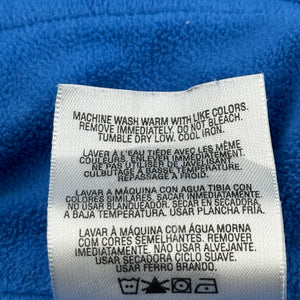 MACHINE WASH WARM WITH LIKE COLORS.
REMOVE IMMEDIATELY. DO NOT BLEACH.
TUMBLE DRY LOW. COOL IRON.
LAVER À L'EAU TIÈDE AVEC LES MÊME
COULEURS, ENLEVER IMMÉDIATEMENT.
NE PAS UTILISER DE JAVELLISANT
CULBUTAGE À BASSE TEMPÉRATURE.
REPASSAGE À FROID.
LAVAR A MÁQUINA CON AGUA TIBIA CON
COLORES SIMILARES, SACAR IMMEDIATAMENTE.
NO USAR BLANQUEADOR. SECAR EN SECADORA,
A BAJA TEMPERATURA. USAR PLANCHA FRIA.
LAVAR À MÁQUINA COM ÁGUA MORNA
COM CORES SEMELHANTES. REMOVER
IMEDIATAMENTE, NÃO USAR ALVEJANTE.
USAR SECADORA CICLO SUAVE.
USAR FERRO BRANDO.